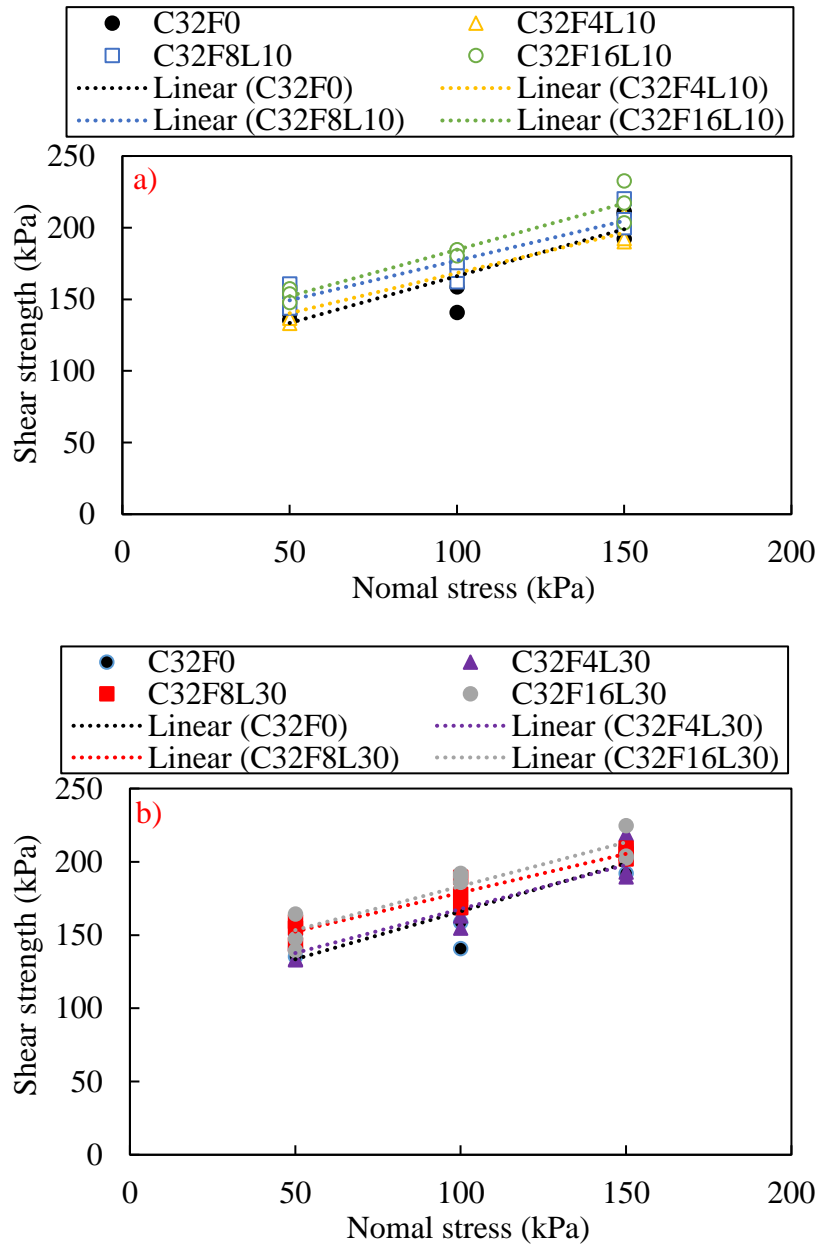 C32F0 C32F4L10
C32F8L10 C32F16L10
Linear (C32F0) Linear (C32F4L10)
Linear (C32F8L10) Linear (C32F16L10)
250
a)
200
150
100
50
0
Shear strength (kPa)
0 50 100 150 200
Nomal stress (kPa)
C32F0 C32F4L30
C32F8L30 C32F16L30
Linear (C32F0) Linear (C32F4L30)
Linear (C32F8L30) Linear (C32F16L30)
250
b)
200
150
100
50
0
Shear strength (kPa)
0 50 100 150 200
Nomal stress (kPa)